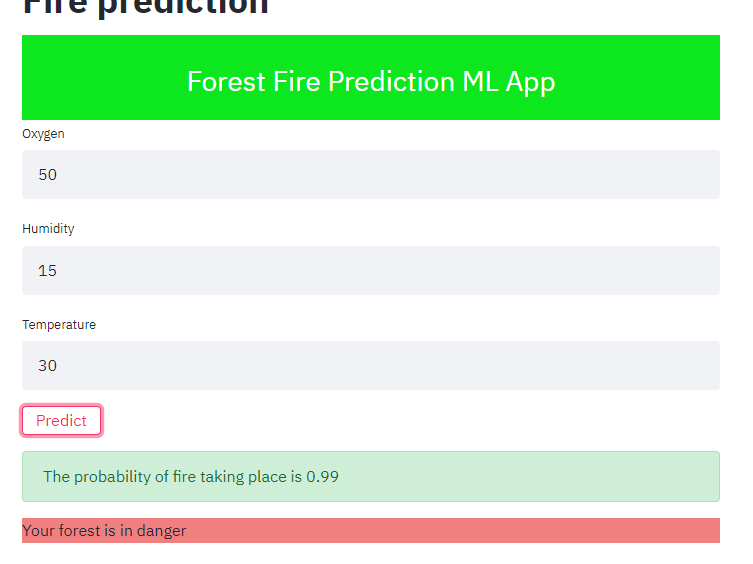 Fire prediction
Forest Fire Prediction ML App
Oxygen
50
Humidity
15
Temperature
30
Predict
The probability of fire taking place is 0.99
Your forest is in danger